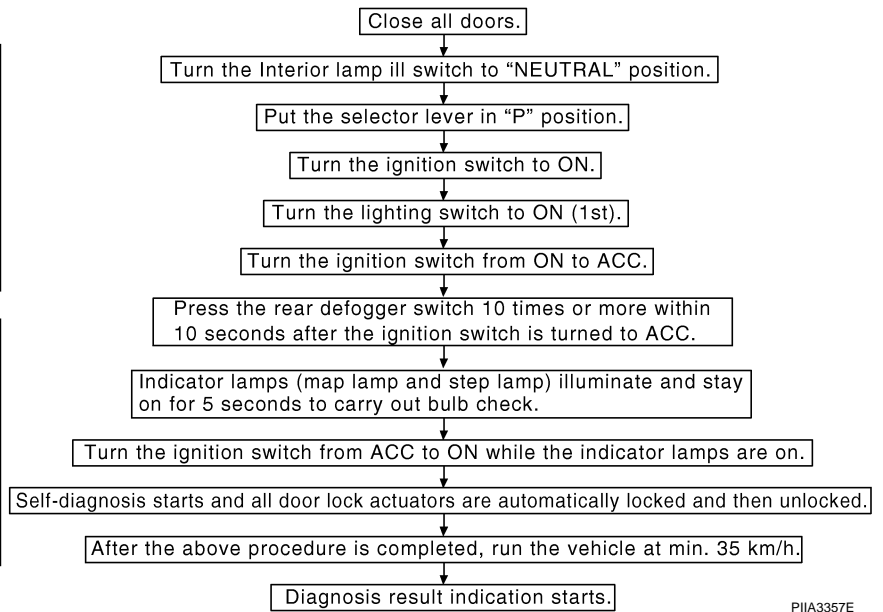 Close all doors.
Turn the Interior lamp ill switch to “NEUTRAL” position.
Put the selector lever in “P” position.
Turn the ignition switch to ON.
Turn the lighting switch to ON (1st).
Turn the ignition switch from ON to ACC.
Press the rear defogger switch 10 times or more within
10 seconds after the ignition switch is turned to ACC.
Indicator lamps (map lamp and step lamp) illuminate and stay
on for 5 seconds to carry out bulb check.
Turn the ignition switch from ACC to ON while the indicator lamps are on.
Self-diagnosis starts and all door lock actuators are automatically locked and then unlocked.
After the above procedure is completed, run the vehicle at min. 35 km/h.
Diagnosis result indication starts.
PIIA3357E